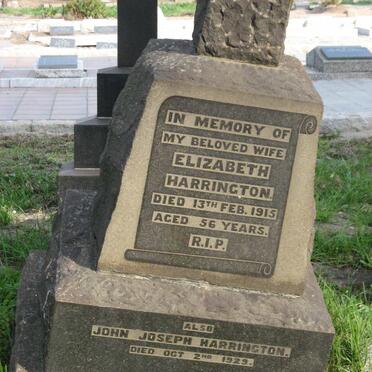 IN MEMORY OF
MY BELOVED WIFE
ELIZABETH
HARRINGTON
DIED 13TH FEB. 1915
AGED 56 YEARS.
R.I.P.
ALSO
JOHN JOSEPH HARRINGTON.
DIED OCT 2ND 1929.